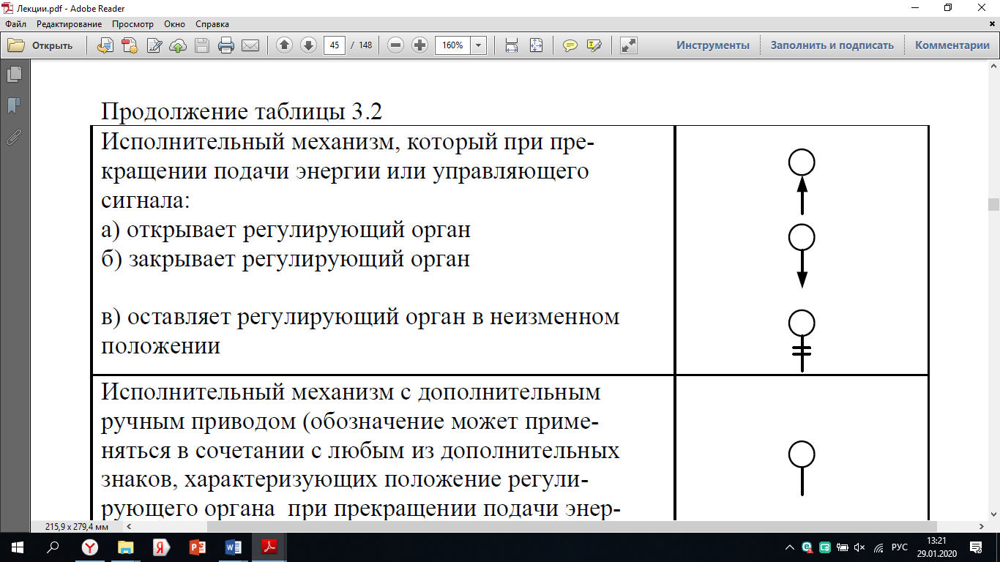 Лекции.pdf - Adobe Reader
Файл Редактирование Просмотр Окно Справка
Открыть 45 / 148 160% Инструменты Заполнить и подписать Комментарии
Продолжение таблицы 3.2
Исполнительный механизм, который при пре-
кращении подачи энергии или управляющего
сигнала:
а) открывает регулирующий орган
б) закрывает регулирующий орган
в) оставляет регулирующий орган в неизменном
положении
Исполнительный механизм с дополнительным
ручным приводом (обозначение может приме-
няться в сочетании с любым из дополнительных
знаков, характеризующих положение регули-
рующего органа при прекращении подачи энер-
215,9 x 279,4 мм
РУС
13:21
29.01.2020